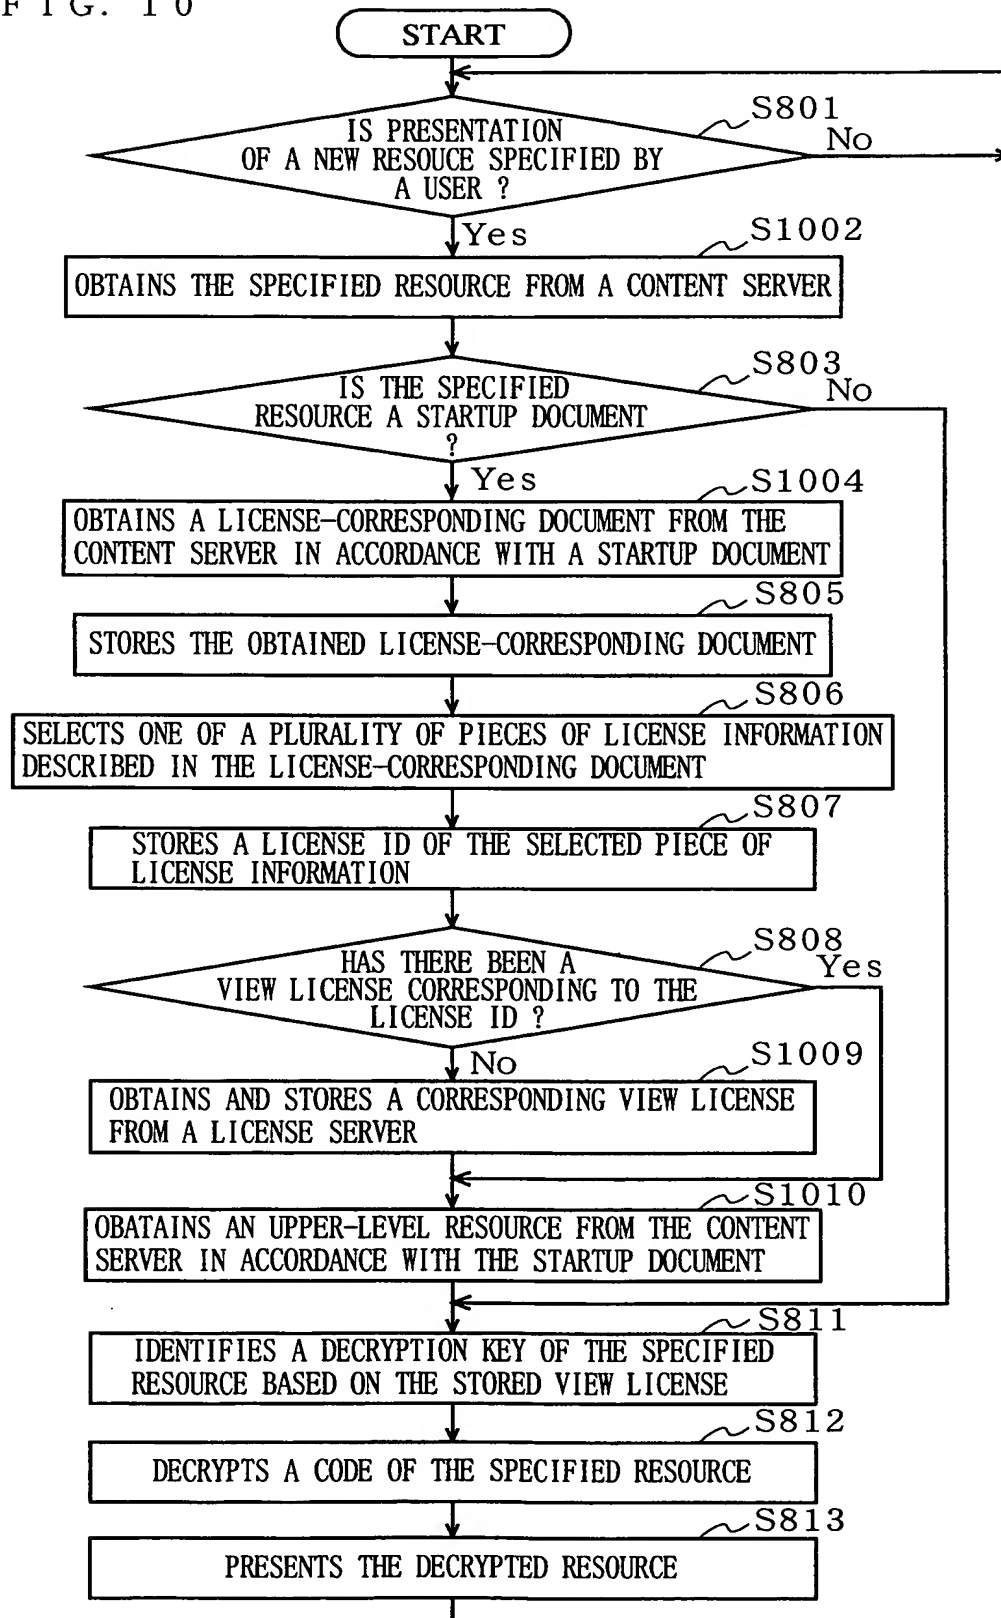 FIG. 10
START
S801
IS PRESENTATION
OF A NEW RESOUCE SPECIFIED BY
A USER ?
No
Yes
S1002
OBTAINS THE SPECIFIED RESOURCE FROM A CONTENT SERVER
S803
IS THE SPECIFIED
RESOURCE A STARTUP DOCUMENT
?
No
Yes
S1004
OBTAINS A LICENSE-CORRESPONDING DOCUMENT FROM THE
CONTENT SERVER IN ACCORDANCE WITH A STARTUP DOCUMENT
S805
STORES THE OBTAINED LICENSE-CORRESPONDING DOCUMENT
S806
SELECTS ONE OF A PLURALITY OF PIECES OF LICENSE INFORMATION
DESCRIBED IN THE LICENSE-CORRESPONDING DOCUMENT
S807
STORES A LICENSE ID OF THE SELECTED PIECE OF
LICENSE INFORMATION
S808
HAS THERE BEEN A
VIEW LICENSE CORRESPONDING TO THE
LICENSE ID ?
Yes
No
S1009
OBTAINS AND STORES A CORRESPONDING VIEW LICENSE
FROM A LICENSE SERVER
S1010
OBATAINS AN UPPER-LEVEL RESOURCE FROM THE CONTENT
SERVER IN ACCORDANCE WITH THE STARTUP DOCUMENT
S811
IDENTIFIES A DECRYPTION KEY OF THE SPECIFIED
RESOURCE BASED ON THE STORED VIEW LICENSE
S812
DECRYPTS A CODE OF THE SPECIFIED RESOURCE
S813
PRESENTS THE DECRYPTED RESOURCE